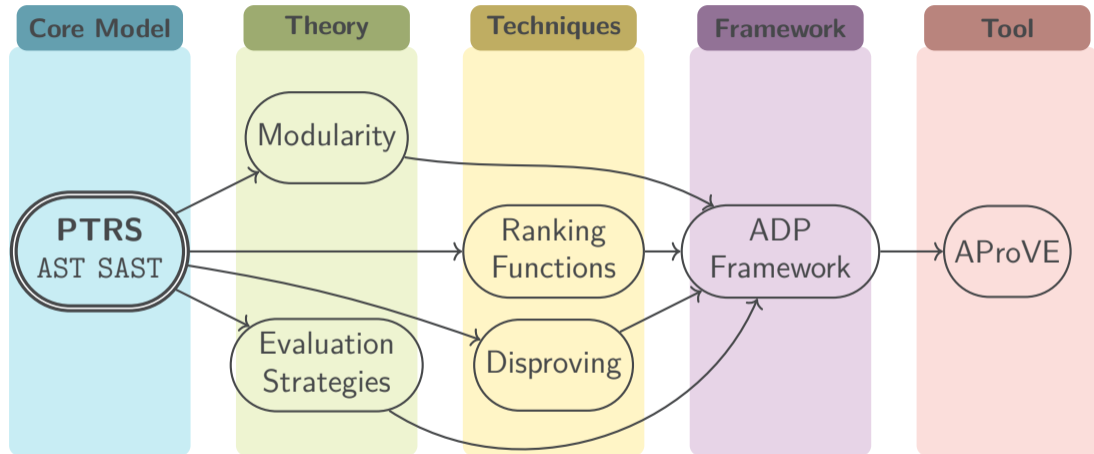 Core Model
Theory
Techniques
Framework
Tool
Modularity
PTRS
AST SAST
Ranking
Functions
ADP
Framework
AProVE
Evaluation
Strategies
Disproving